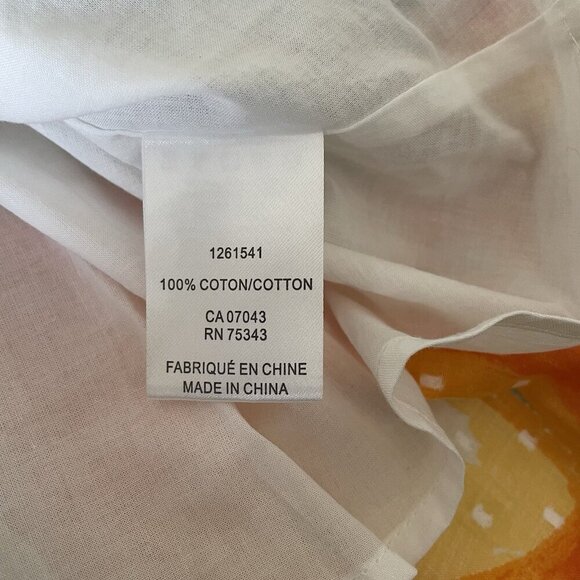 1261541
100% COTON/COTTON
CA 07043
RN 75343
FABRIQUÉ EN CHINE
MADE IN CHINA